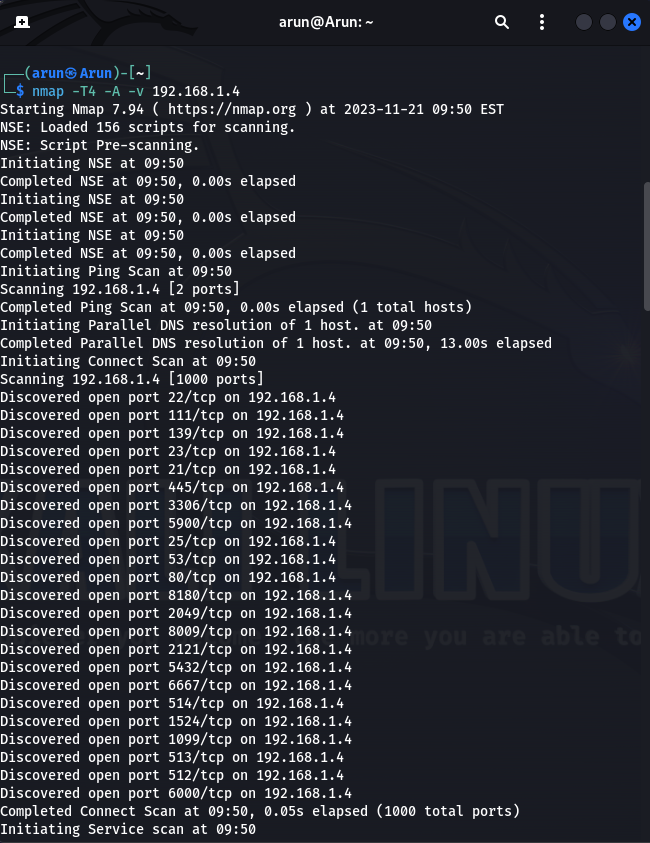 arun@Arun: ~
(arun㉿Arun)-[~]
$ nmap -T4 -A -v 192.168.1.4
Starting Nmap 7.94 ( https://nmap.org ) at 2023-11-21 09:50 EST
NSE: Loaded 156 scripts for scanning.
NSE: Script Pre-scanning.
Initiating NSE at 09:50
Completed NSE at 09:50, 0.00s elapsed
Initiating NSE at 09:50
Completed NSE at 09:50, 0.00s elapsed
Initiating NSE at 09:50
Completed NSE at 09:50, 0.00s elapsed
Initiating Ping Scan at 09:50
Scanning 192.168.1.4 [2 ports]
Completed Ping Scan at 09:50, 0.00s elapsed (1 total hosts)
Initiating Parallel DNS resolution of 1 host. at 09:50
Completed Parallel DNS resolution of 1 host. at 09:50, 13.00s elapsed
Initiating Connect Scan at 09:50
Scanning 192.168.1.4 [1000 ports]
Discovered open port 22/tcp on 192.168.1.4
Discovered open port 111/tcp on 192.168.1.4
Discovered open port 139/tcp on 192.168.1.4
Discovered open port 23/tcp on 192.168.1.4
Discovered open port 21/tcp on 192.168.1.4
Discovered open port 445/tcp on 192.168.1.4
Discovered open port 3306/tcp on 192.168.1.4
Discovered open port 5900/tcp on 192.168.1.4
Discovered open port 25/tcp on 192.168.1.4
Discovered open port 53/tcp on 192.168.1.4
Discovered open port 80/tcp on 192.168.1.4
Discovered open port 8180/tcp on 192.168.1.4
Discovered open port 2049/tcp on 192.168.1.4
Discovered open port 8009/tcp on 192.168.1.4
Discovered open port 2121/tcp on 192.168.1.4
Discovered open port 5432/tcp on 192.168.1.4
Discovered open port 6667/tcp on 192.168.1.4
Discovered open port 514/tcp on 192.168.1.4
Discovered open port 1524/tcp on 192.168.1.4
Discovered open port 1099/tcp on 192.168.1.4
Discovered open port 513/tcp on 192.168.1.4
Discovered open port 512/tcp on 192.168.1.4
Discovered open port 6000/tcp on 192.168.1.4
Completed Connect Scan at 09:50, 0.05s elapsed (1000 total ports)
Initiating Service scan at 09:50
more you are able to